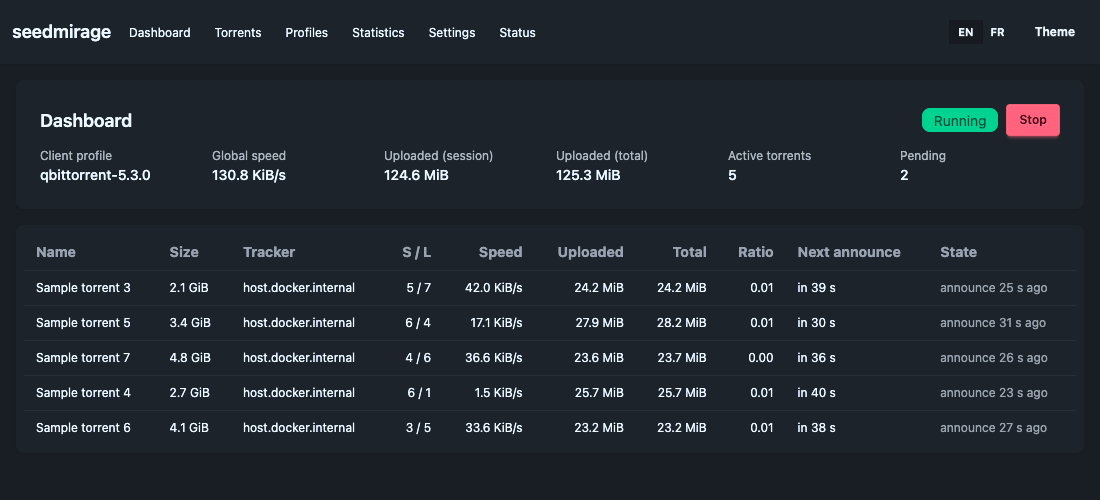 seedmirage Dashboard Torrents Profiles Statistics Settings Status EN FR Theme
Dashboard Running Stop
Client profile Global speed Uploaded (session) Uploaded (total) Active torrents Pending
qbittorrent-5.3.0 130.8 KiB/s 124.6 MiB 125.3 MiB 5 2
Name Size Tracker S / L Speed Uploaded Total Ratio Next announce State
Sample torrent 3 2.1 GiB host.docker.internal 5 / 7 42.0 KiB/s 24.2 MiB 24.2 MiB 0.01 in 39 s announce 25 s ago
Sample torrent 5 3.4 GiB host.docker.internal 6 / 4 17.1 KiB/s 27.9 MiB 28.2 MiB 0.01 in 30 s announce 31 s ago
Sample torrent 7 4.8 GiB host.docker.internal 4 / 6 36.6 KiB/s 23.6 MiB 23.7 MiB 0.00 in 36 s announce 26 s ago
Sample torrent 4 2.7 GiB host.docker.internal 6 / 1 1.5 KiB/s 25.7 MiB 25.7 MiB 0.01 in 40 s announce 23 s ago
Sample torrent 6 4.1 GiB host.docker.internal 3 / 5 33.6 KiB/s 23.2 MiB 23.2 MiB 0.01 in 38 s announce 27 s ago